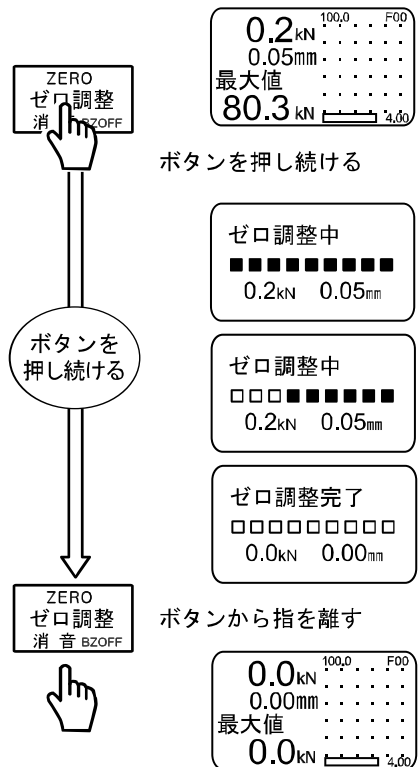 0.2kN
100.0 F00
0.05mm
最大値
80.3 kN
4.00
ZERO
ゼロ調整
消 BZOFF
ボタンを押し続ける
ゼロ調整中
■■■■■■■■■
0.2kN 0.05mm
ボタンを
押し続ける
ゼロ調整中
□□□■■■■■■
0.2kN 0.05mm
ゼロ調整完了
□□□□□□□□□
0.0kN 0.00mm
ZERO
ゼロ調整
消 音 BZOFF
ボタンから指を離す
0.0kN
100.0 F00
0.00mm
最大値
0.0kN
4.00